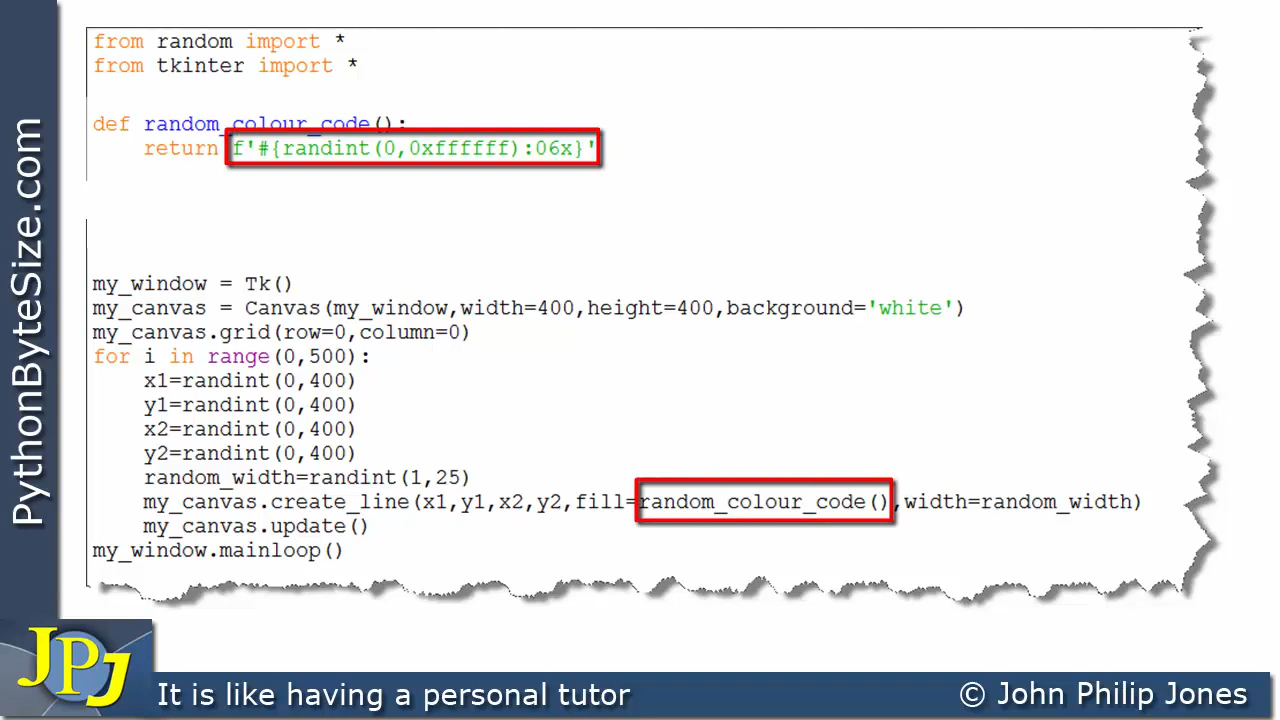 PythonByteSize.com
from random import *
from tkinter import *
def random_colour_code():
    return f'#{randint(0,0xffffff):06x}'
my_window = Tk()
my_canvas = Canvas(my_window,width=400,height=400,background='white')
my_canvas.grid(row=0,column=0)
for i in range(0,500):
    x1=randint(0,400)
    y1=randint(0,400)
    x2=randint(0,400)
    y2=randint(0,400)
    random_width=randint(1,25)
    my_canvas.create_line(x1,y1,x2,y2,fill=random_colour_code(),width=random_width)
    my_canvas.update()
my_window.mainloop()
JPJ
It is like having a personal tutor
© John Philip Jones